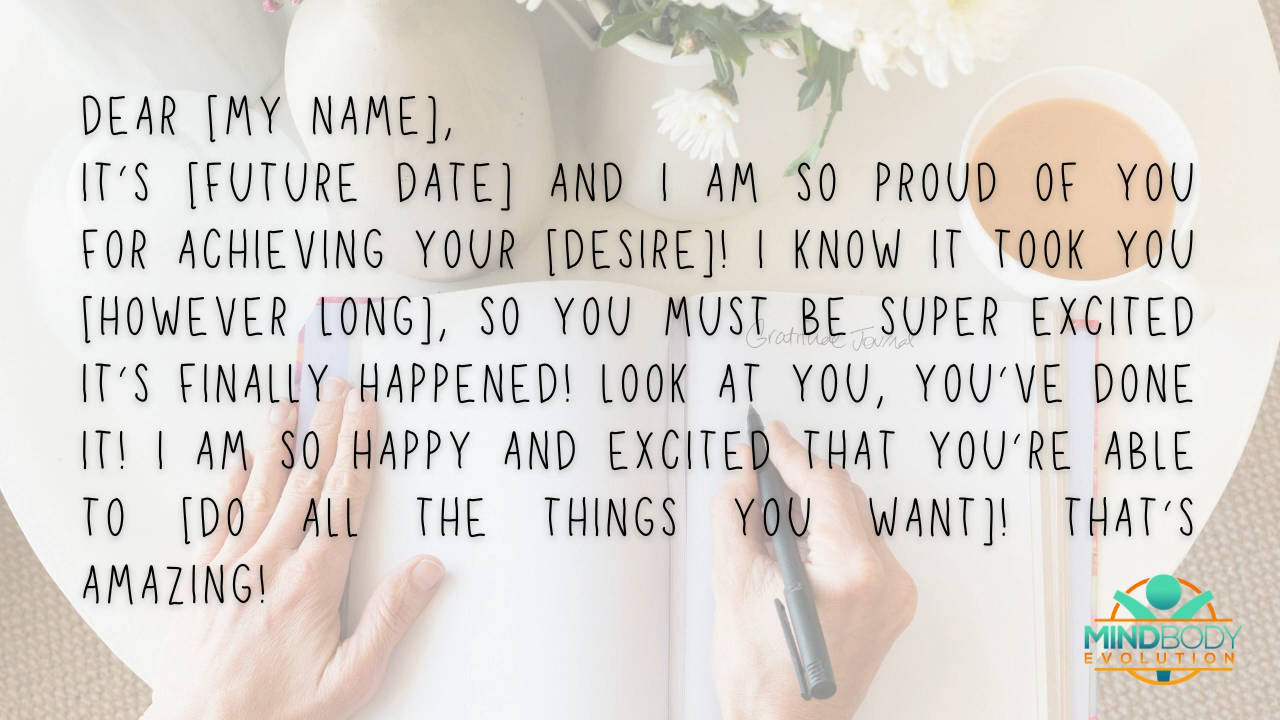 DEAR [MY NAME],
IT'S [FUTURE DATE] AND I AM SO PROUD OF YOU
FOR ACHIEVING YOUR [DESIRE]! I KNOW IT TOOK YOU
[HOWEVER LONG], SO YOU MUST BE SUPER EXCITED
Gratitude Journal
IT'S FINALLY HAPPENED! LOOK AT YOU, YOU'VE DONE
IT! I AM SO HAPPY AND EXCITED THAT YOU'RE ABLE
TO [DO ALL THE THINGS YOU WANT]! THAT'S
AMAZING!
MINDBODY
EVOLUTION